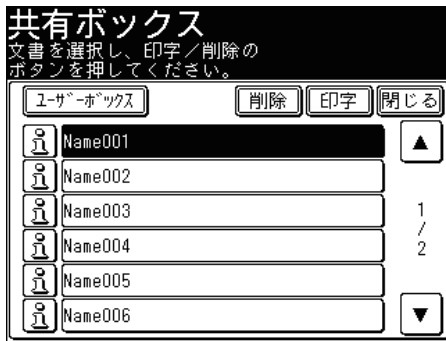 共有ボックス
文書を選択し、印字／削除の
ボタンを押してください。
ﾕｰｻﾞｰﾎﾞｯｸｽ 削除 印字 閉じる
Name001
Name002
Name003
Name004
Name005
Name006
▲
1
/
2
▼